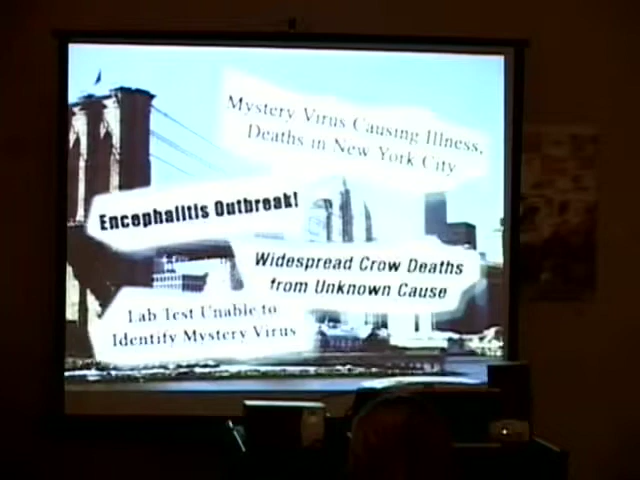 Mystery Virus Causing Illness,
Deaths in New York City
Encephalitis Outbreak!
Widespread Crow Deaths
from Unknown Cause
Lab Test Unable to
Identify Mystery Virus